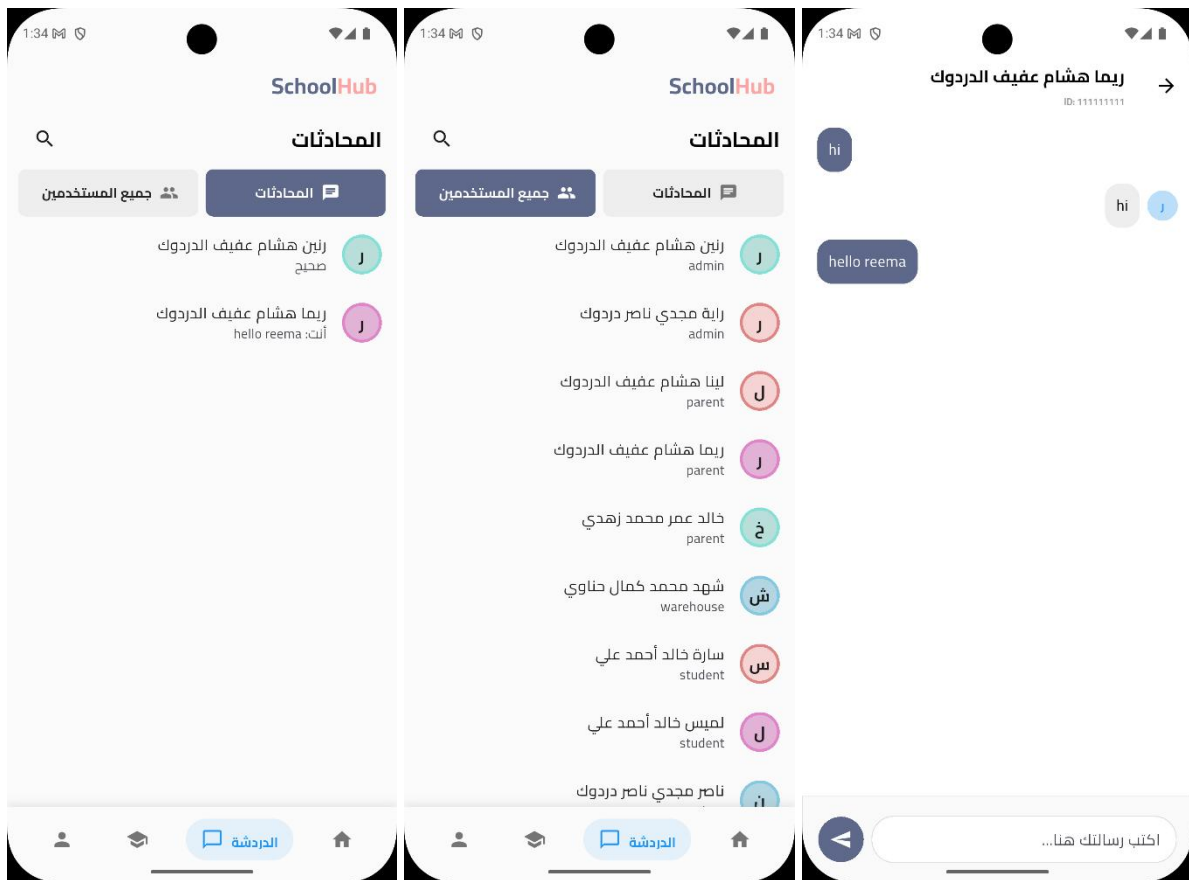 1:34
SchoolHub
المحادثات
المحادثات
جميع المستخدمين
ر
رنين هشام عفيف الدردوك
صحيح
ر
ريما هشام عفيف الدردوك
أنت: hello reema
الدردشة
1:34
SchoolHub
المحادثات
المحادثات
جميع المستخدمين
ر
رنين هشام عفيف الدردوك
admin
ر
راية مجدي ناصر دردوك
admin
ل
لينا هشام عفيف الدردوك
parent
ر
ريما هشام عفيف الدردوك
parent
خ
خالد عمر محمد زهدي
parent
ش
شهد محمد كمال حناوي
warehouse
س
سارة خالد أحمد علي
student
ل
لميس خالد أحمد علي
student
ن
ناصر مجدي ناصر دردوك
الدردشة
1:34
ريما هشام عفيف الدردوك
ID: 111111111
hi
ر
hi
hello reema
اكتب رسالتك هنا...